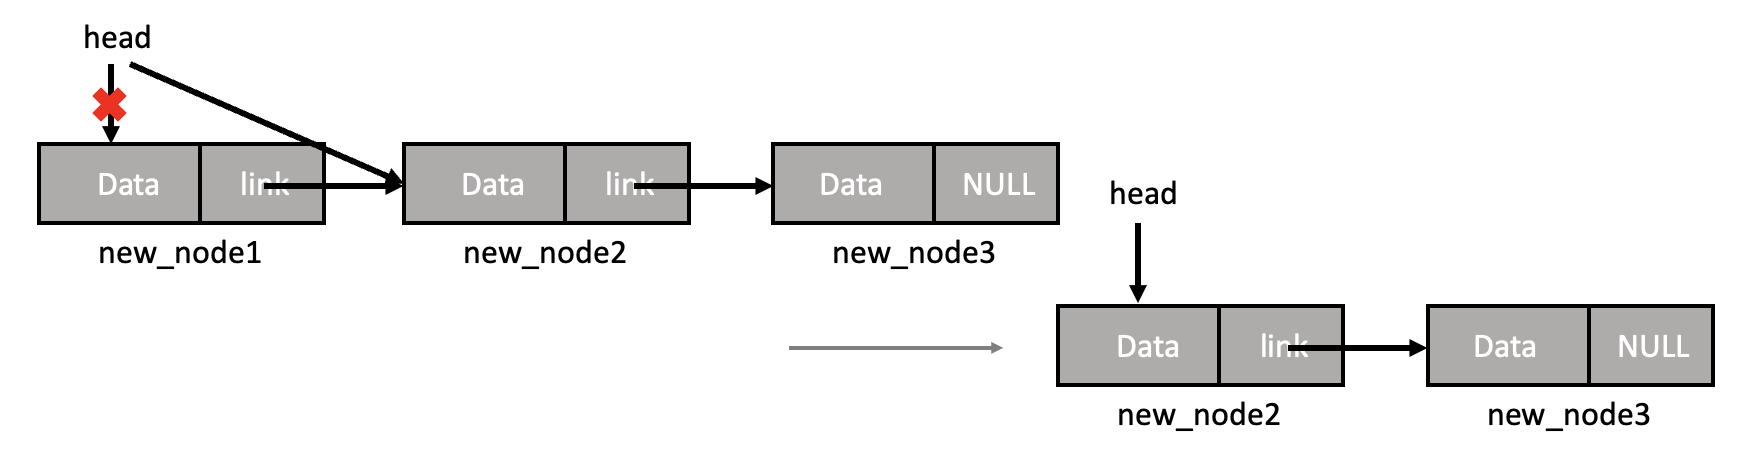 head
Data link Data link Data NULL
new_node1 new_node2 new_node3
head
Data link Data NULL
new_node2 new_node3